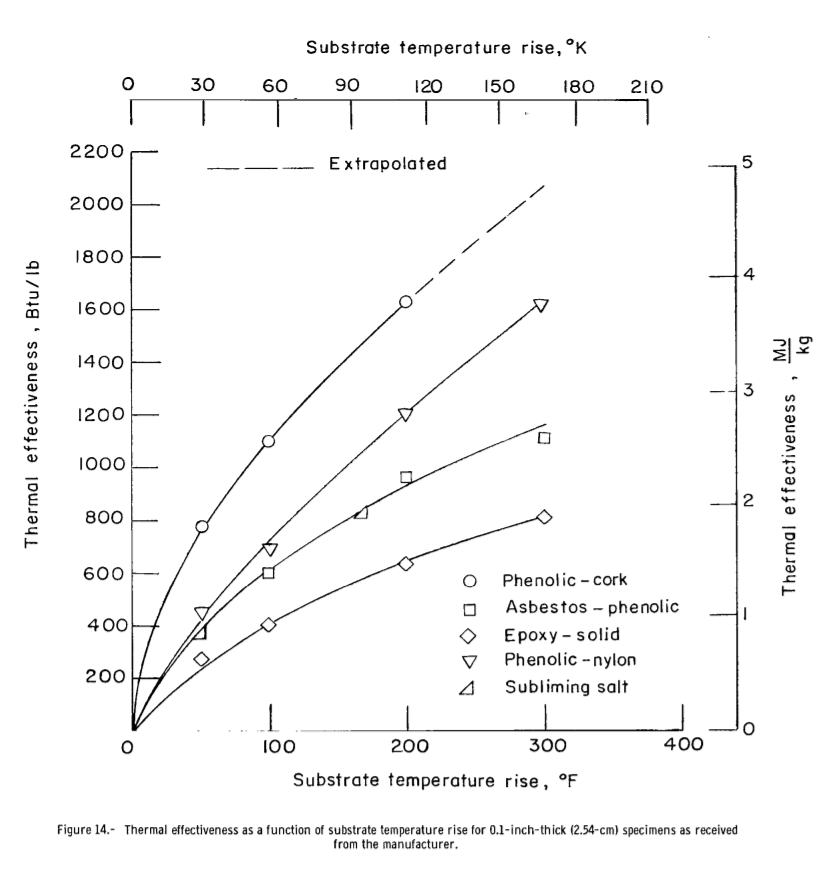 Substrate temperature rise, °K
0 30 60 90 120 150 180 210
Extrapolated
Thermal effectiveness, Btu/lb
2200
2000
1800
1600
1400
1200
1000
800
600
400
200
5
4
3
2
1
0
Thermal effectiveness, MJ/kg
Phenolic-cork
Asbestos-phenolic
Epoxy-solid
Phenolic-nylon
Subliming salt
0 100 200 300 400
Substrate temperature rise, °F
Figure 14.- Thermal effectiveness as a function of substrate temperature rise for 0.1-inch-thick (2.54-cm) specimens as received
from the manufacturer.